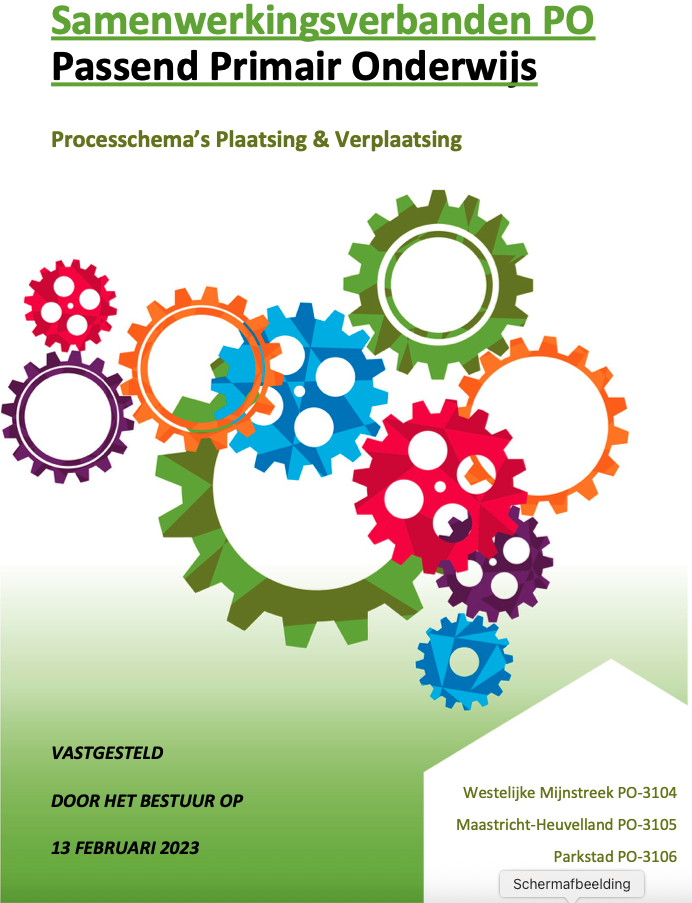 Samenwerkingsverbanden PO
Passend Primair Onderwijs
Processchema’s Plaatsing & Verplaatsing
VASTGESTELD
DOOR HET BESTUUR OP
13 FEBRUARI 2023
Westelijke Mijnstreek PO-3104
Maastricht-Heuvelland PO-3105
Parkstad PO-3106
Schermafbeelding